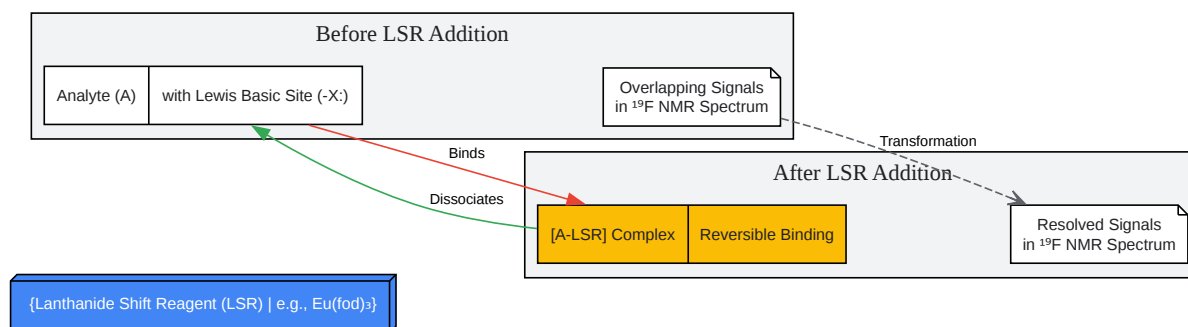 Before LSR Addition
Analyte (A)
with Lewis Basic Site (-X:)
Overlapping Signals
in ¹⁹F NMR Spectrum
Transformation
Binds
After LSR Addition
Dissociates
[A-LSR] Complex
Reversible Binding
Resolved Signals
in ¹⁹F NMR Spectrum
{Lanthanide Shift Reagent (LSR) | e.g., Eu(fod)₃}